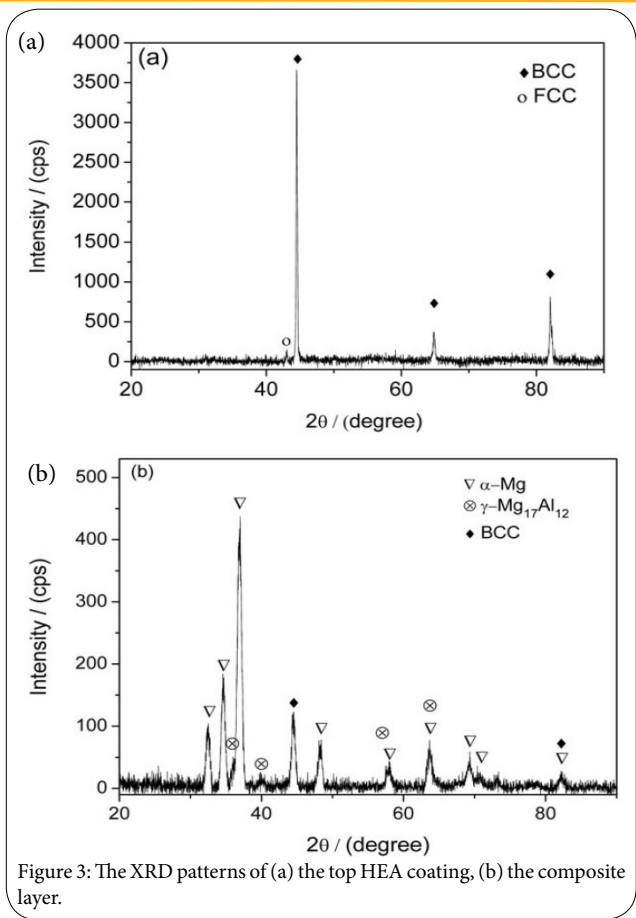 (a)
(a)
◆BCC
o FCC
4000
3500
3000
2500
2000
1500
1000
500
0
Intensity / (cps)
o
20 40 60 80
2θ / (degree)
(b)
(b)
▽ α–Mg
⊗ γ–Mg₁₇Al₁₂
◆ BCC
500
400
300
200
100
0
Intensity / (cps)
20 40 60 80
2θ / (degree)
Figure 3: The XRD patterns of (a) the top HEA coating, (b) the composite
layer.